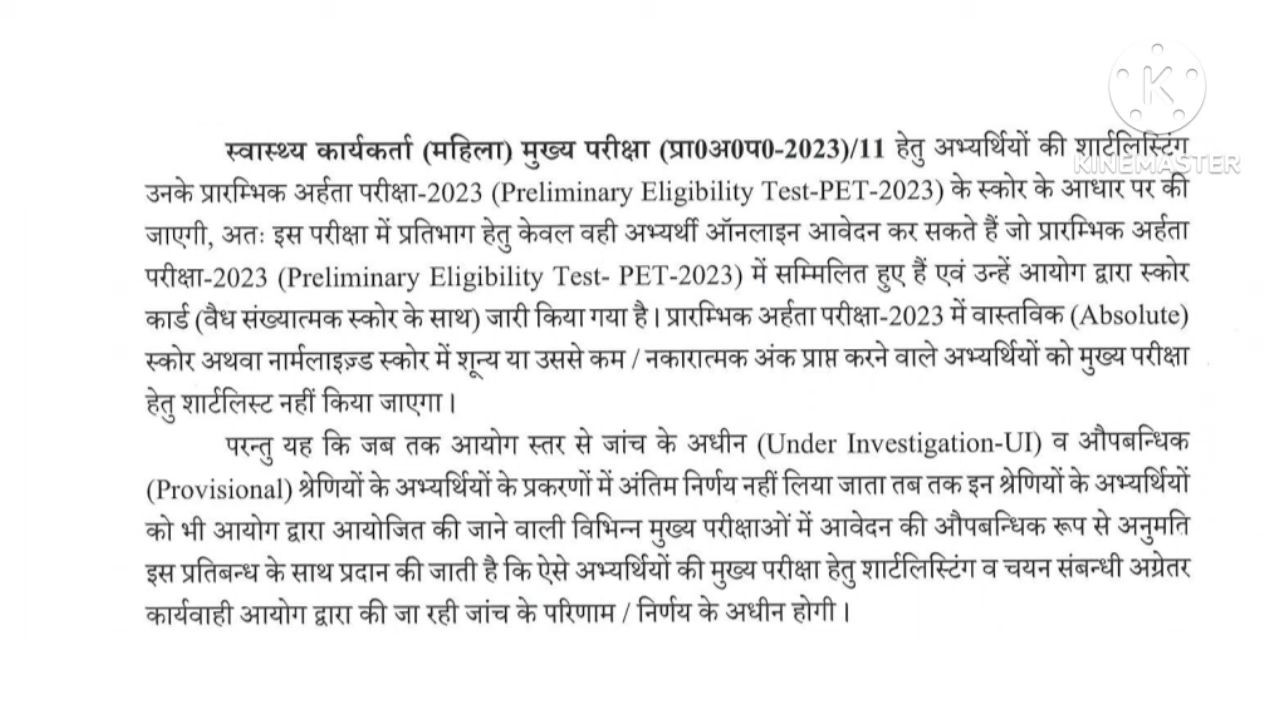 KINEMASTER
स्वास्थ्य कार्यकर्ता (महिला) मुख्य परीक्षा (प्रा0अ0प0-2023)/11 हेतु अभ्यर्थियों की शार्टलिस्टिंग
उनके प्रारम्भिक अर्हता परीक्षा-2023 (Preliminary Eligibility Test-PET-2023) के स्कोर के आधार पर की
जाएगी, अतः इस परीक्षा में प्रतिभाग हेतु केवल वही अभ्यर्थी ऑनलाइन आवेदन कर सकते हैं जो प्रारम्भिक अर्हता
परीक्षा-2023 (Preliminary Eligibility Test- PET-2023) में सम्मिलित हुए हैं एवं उन्हें आयोग द्वारा स्कोर
कार्ड (वैध संख्यात्मक स्कोर के साथ) जारी किया गया है। प्रारम्भिक अर्हता परीक्षा-2023 में वास्तविक (Absolute)
स्कोर अथवा नार्मलाइज़्ड स्कोर में शून्य या उससे कम / नकारात्मक अंक प्राप्त करने वाले अभ्यर्थियों को मुख्य परीक्षा
हेतु शार्टलिस्ट नहीं किया जाएगा।
परन्तु यह कि जब तक आयोग स्तर से जांच के अधीन (Under Investigation-UI) व औपबन्धिक
(Provisional) श्रेणियों के अभ्यर्थियों के प्रकरणों में अंतिम निर्णय नहीं लिया जाता तब तक इन श्रेणियों के अभ्यर्थियों
को भी आयोग द्वारा आयोजित की जाने वाली विभिन्न मुख्य परीक्षाओं में आवेदन की औपबन्धिक रूप से अनुमति
इस प्रतिबन्ध के साथ प्रदान की जाती है कि ऐसे अभ्यर्थियों की मुख्य परीक्षा हेतु शार्टलिस्टिंग व चयन संबन्धी अग्रेतर
कार्यवाही आयोग द्वारा की जा रही जांच के परिणाम / निर्णय के अधीन होगी।